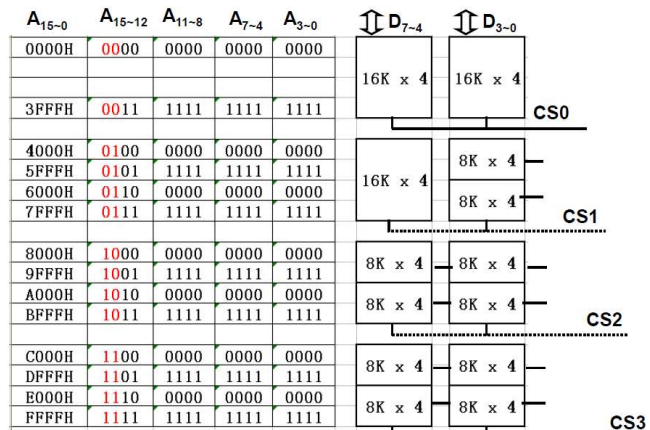 A15~0 A15~12 A11~8 A7~4 A3~0 D7~4 D3~0
0000H 0000 0000 0000 0000
16K x 4 16K x 4
3FFFH 0011 1111 1111 1111
CS0
4000H 0100 0000 0000 0000
8K x 4
5FFFH 0101 1111 1111 1111
16K x 4
6000H 0110 0000 0000 0000
8K x 4
7FFFH 0111 1111 1111 1111
CS1
8000H 1000 0000 0000 0000
8K x 4 8K x 4
9FFFH 1001 1111 1111 1111
A000H 1010 0000 0000 0000
8K x 4 8K x 4
BFFFH 1011 1111 1111 1111
CS2
C000H 1100 0000 0000 0000
8K x 4 8K x 4
DFFFH 1101 1111 1111 1111
E000H 1110 0000 0000 0000
8K x 4 8K x 4
FFFFH 1111 1111 1111 1111
CS3